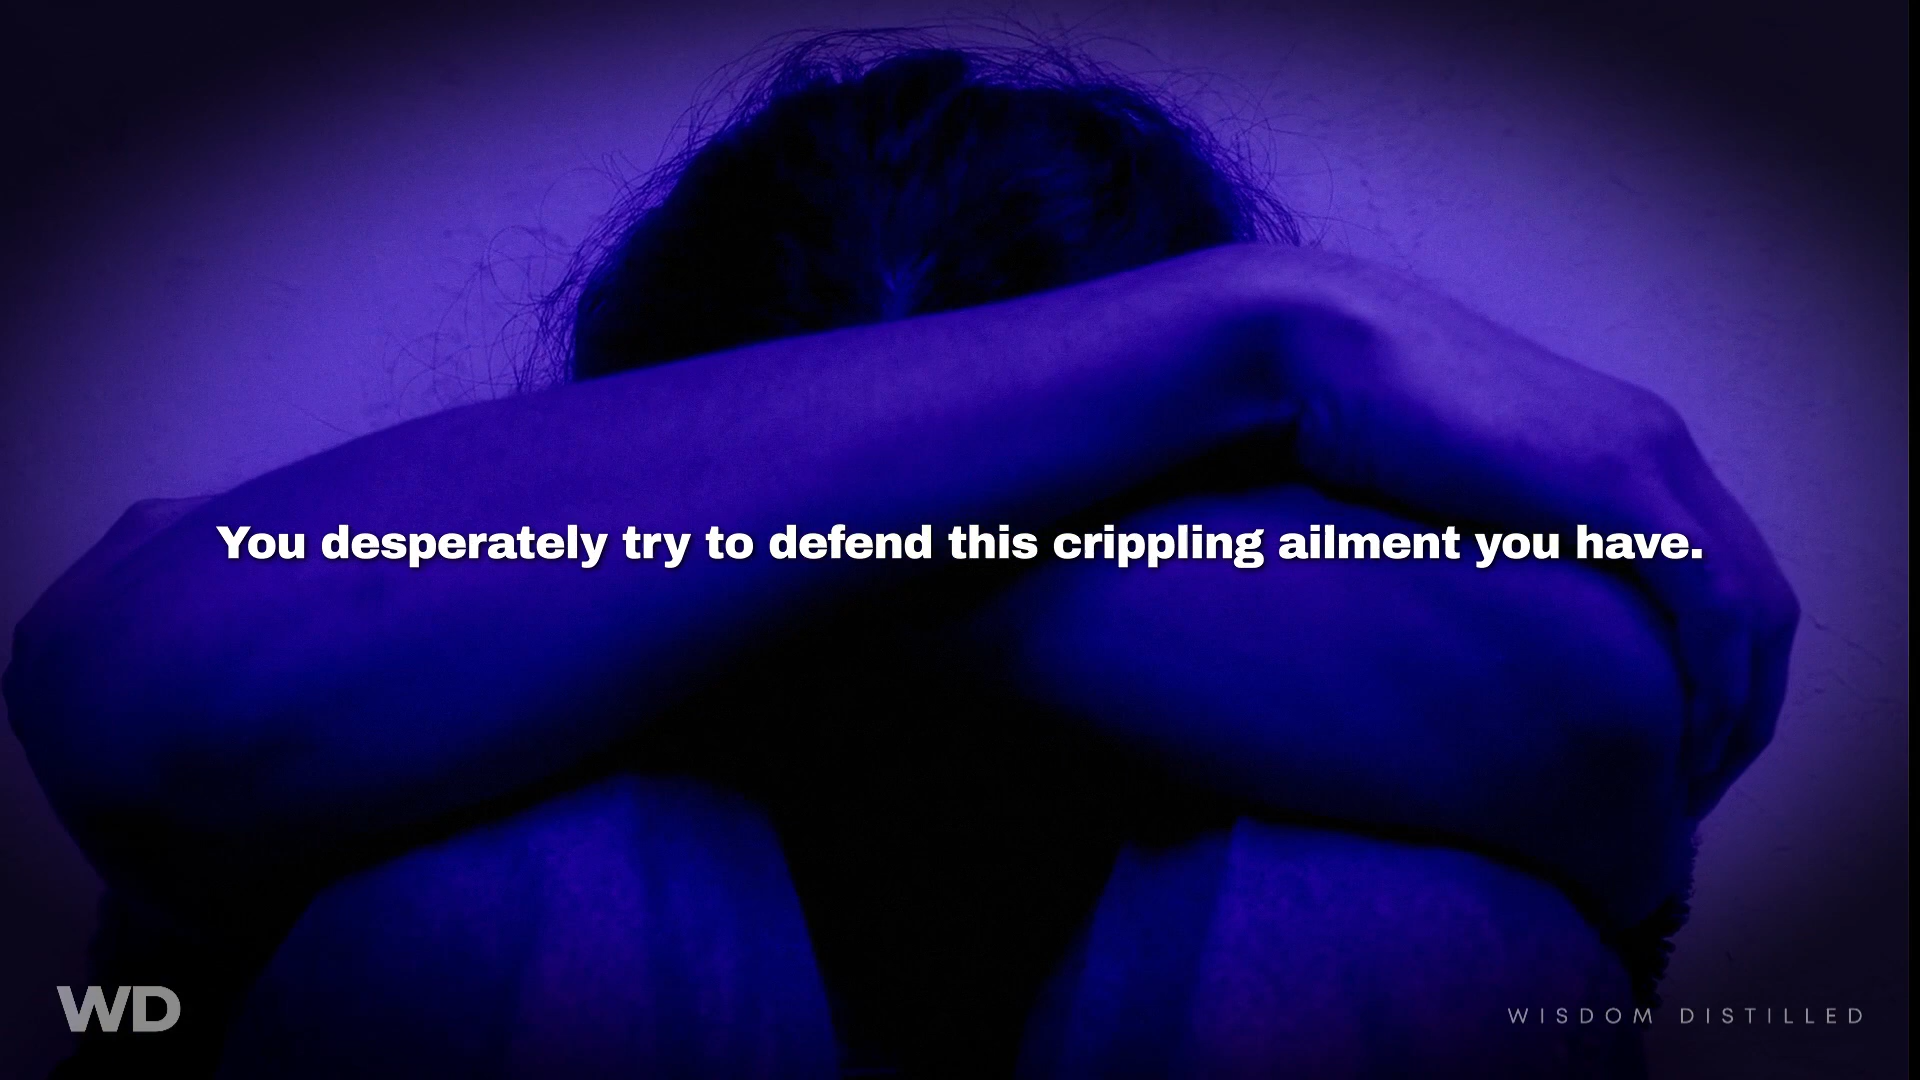 You desperately try to defend this crippling ailment you have.
WD
WISDOM DISTILLED